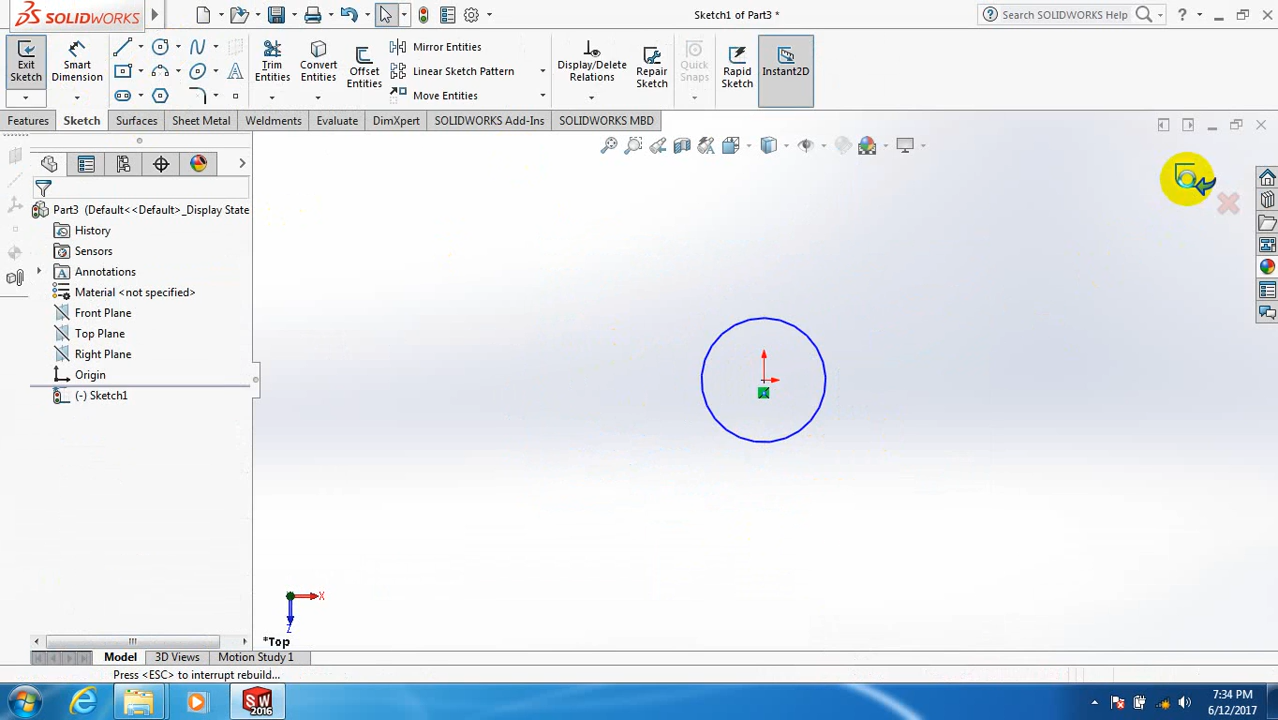 SOLIDWORKS
Sketch1 of Part3 *
Search SOLIDWORKS Help
Exit Sketch
Smart Dimension
Trim Entities
Convert Entities
Offset Entities
Mirror Entities
Linear Sketch Pattern
Move Entities
Display/Delete Relations
Repair Sketch
Quick Snaps
Rapid Sketch
Instant2D
Features
Sketch
Surfaces
Sheet Metal
Weldments
Evaluate
DimXpert
SOLIDWORKS Add-Ins
SOLIDWORKS MBD
Part3 (Default<<Default>_Display State
History
Sensors
Annotations
Material <not specified>
Front Plane
Top Plane
Right Plane
Origin
(-) Sketch1
X
Z
*Top
Model
3D Views
Motion Study 1
Press <ESC> to interrupt rebuild...
SW
2016
7:34 PM
6/12/2017